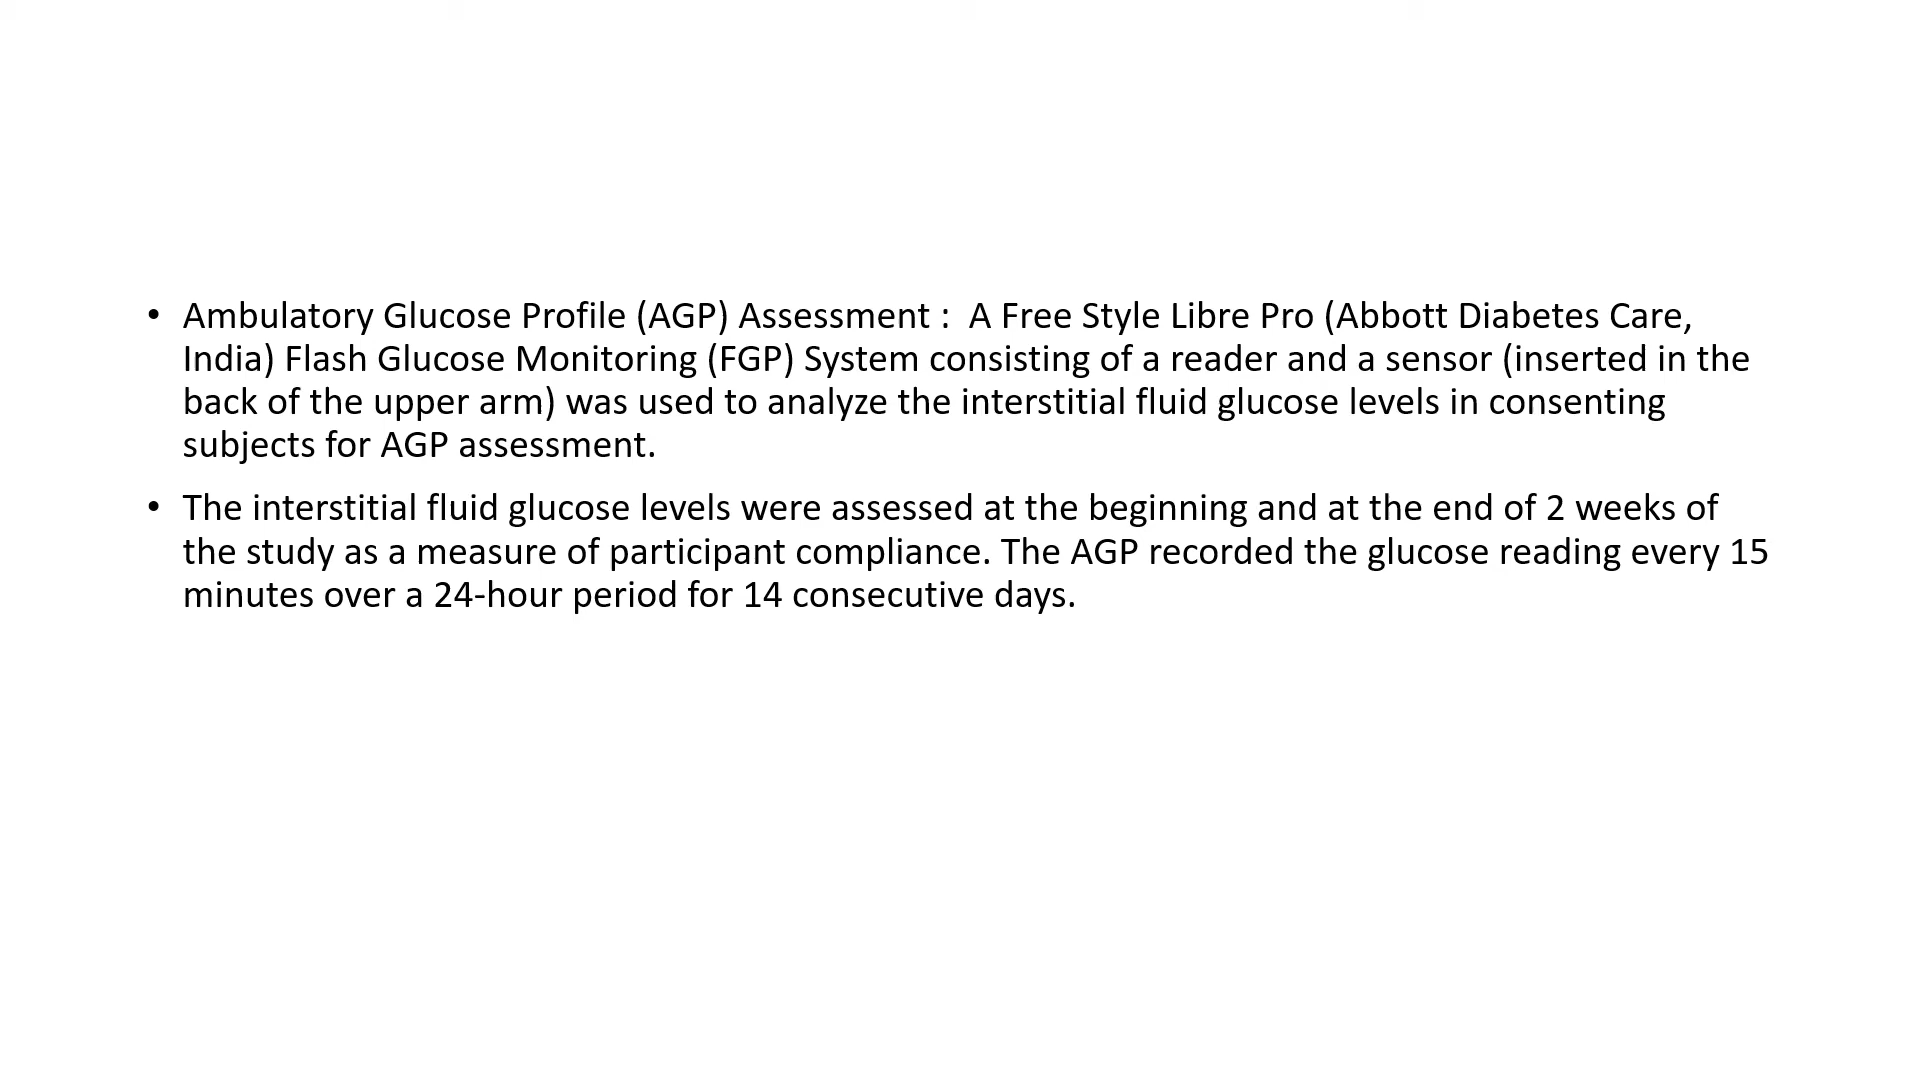 • Ambulatory Glucose Profile (AGP) Assessment :  A Free Style Libre Pro (Abbott Diabetes Care,
India) Flash Glucose Monitoring (FGP) System consisting of a reader and a sensor (inserted in the
back of the upper arm) was used to analyze the interstitial fluid glucose levels in consenting
subjects for AGP assessment.
• The interstitial fluid glucose levels were assessed at the beginning and at the end of 2 weeks of
the study as a measure of participant compliance. The AGP recorded the glucose reading every 15
minutes over a 24-hour period for 14 consecutive days.